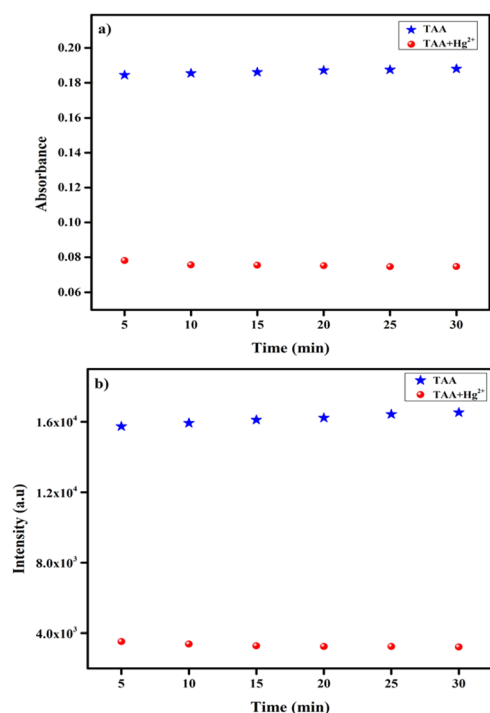 a)
TAA
TAA+Hg²⁺
0.20
0.18
0.16
0.14
0.12
0.10
0.08
0.06
Absorbance
5 10 15 20 25 30
Time (min)
b)
TAA
TAA+Hg²⁺
1.6x10⁴
1.2x10⁴
8.0x10³
4.0x10³
Intensity (a.u)
5 10 15 20 25 30
Time (min)